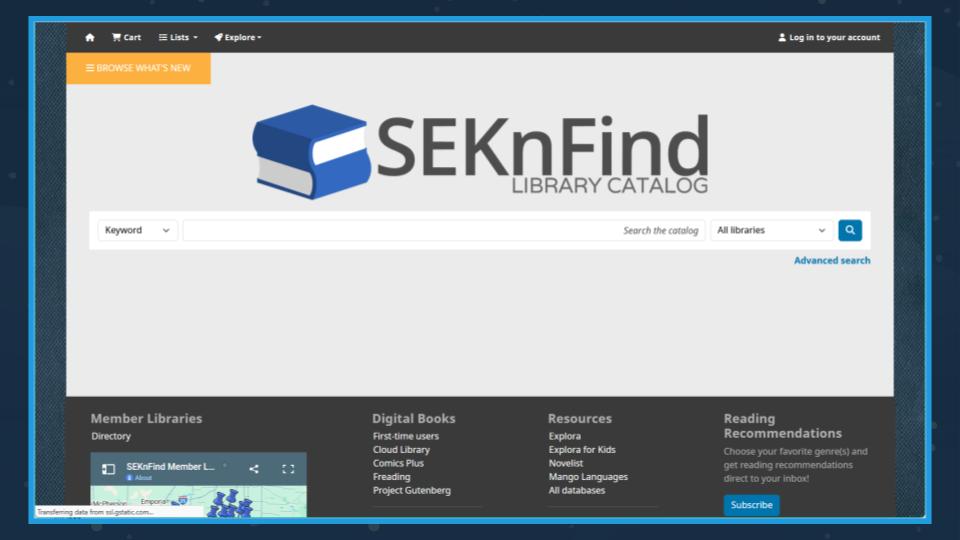 Cart
Lists
Explore
Log in to your account
BROWSE WHAT'S NEW
SEKnFind
LIBRARY CATALOG
Keyword
Search the catalog
All libraries
Advanced search
Member Libraries
Directory
SEKnFind Member L...
About
Emporia
Transferring data from ssl.gstatic.com...
Digital Books
First-time users
Cloud Library
Comics Plus
Freading
Project Gutenberg
Resources
Explora
Explora for Kids
Novelist
Mango Languages
All databases
Reading
Recommendations
Choose your favorite genre(s) and
get reading recommendations
direct to your inbox!
Subscribe